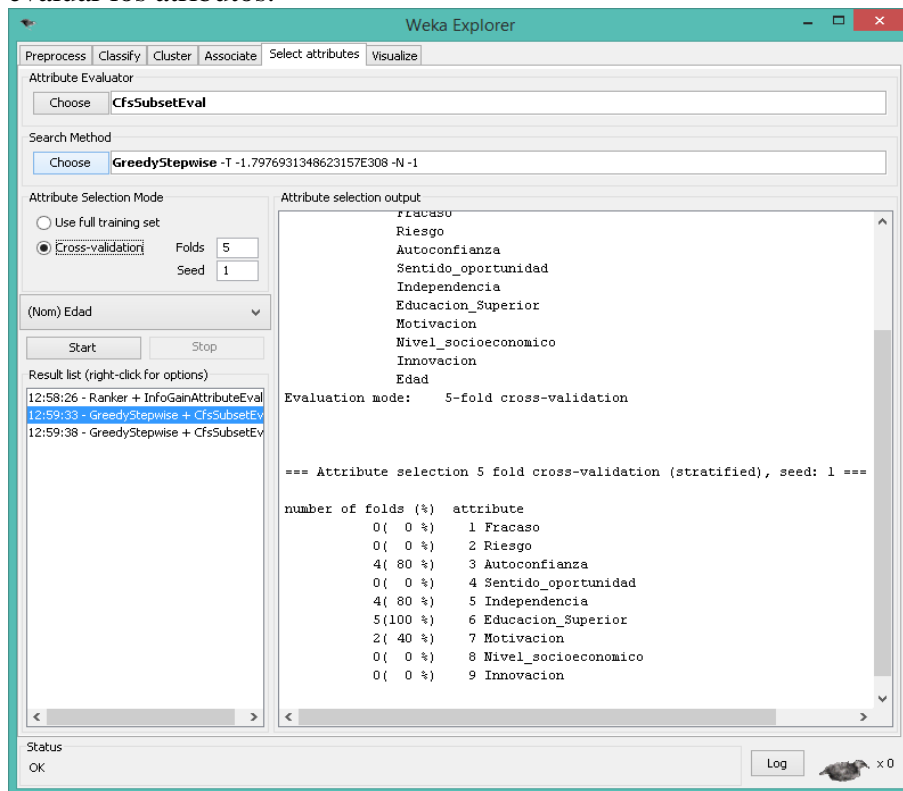 evaluar los atributos.
Weka Explorer
Preprocess Classify Cluster Associate Select attributes Visualize
Attribute Evaluator
Choose CfsSubsetEval
Search Method
Choose GreedyStepwise -T -1.7976931348623157E308 -N -1
Attribute Selection Mode
Use full training set
Cross-validation Folds 5
Seed 1
(Nom) Edad
Start Stop
Result list (right-click for options)
12:58:26 - Ranker + InfoGainAttributeEval
12:59:33 - GreedyStepwise + CfsSubsetEv
12:59:38 - GreedyStepwise + CfsSubsetEv
Attribute selection output
Fracaso
Riesgo
Autoconfianza
Sentido_oportunidad
Independencia
Educacion_Superior
Motivacion
Nivel_socioeconomico
Innovacion
Edad
Evaluation mode: 5-fold cross-validation
=== Attribute selection 5 fold cross-validation (stratified), seed: 1 ===
number of folds (%) attribute
0( 0 %) 1 Fracaso
0( 0 %) 2 Riesgo
4( 80 %) 3 Autoconfianza
0( 0 %) 4 Sentido_oportunidad
4( 80 %) 5 Independencia
5(100 %) 6 Educacion_Superior
2( 40 %) 7 Motivacion
0( 0 %) 8 Nivel_socioeconomico
0( 0 %) 9 Innovacion
Status
OK
Log x 0